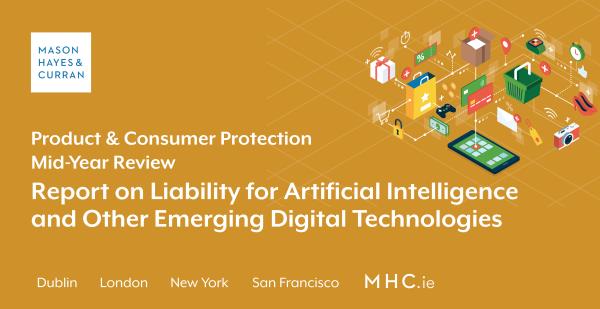 MASON
HAYES &
CURRAN
Product & Consumer Protection
Mid-Year Review
Report on Liability for Artificial Intelligence
and Other Emerging Digital Technologies
Dublin London New York San Francisco MHC.ie